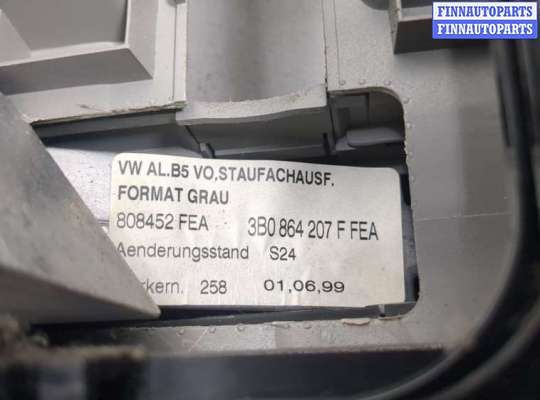 FINNAUTOPARTS
FINNAUTOPARTS
VW AL.B5 VO,STAUFACHAUSF.
FORMAT GRAU
808452 FEA 3B0 864 207 F FEA
Aenderungsstand S24
258 01,06,99